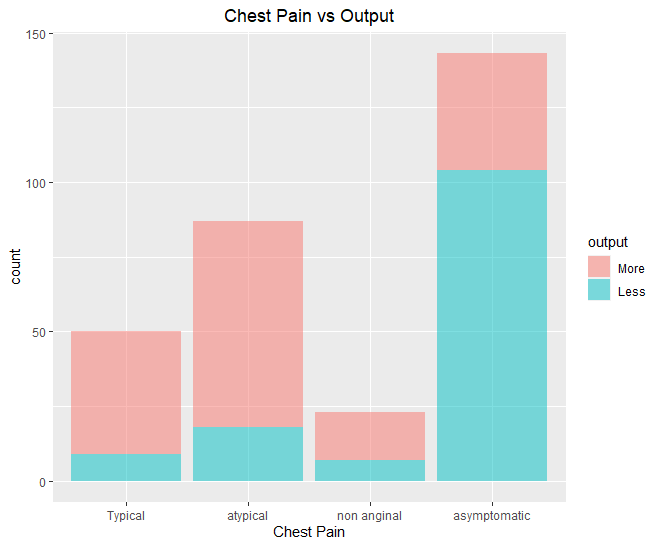 Chest Pain vs Output
150
100
50
0
count
Typical
atypical
non anginal
asymptomatic
Chest Pain
output
More
Less